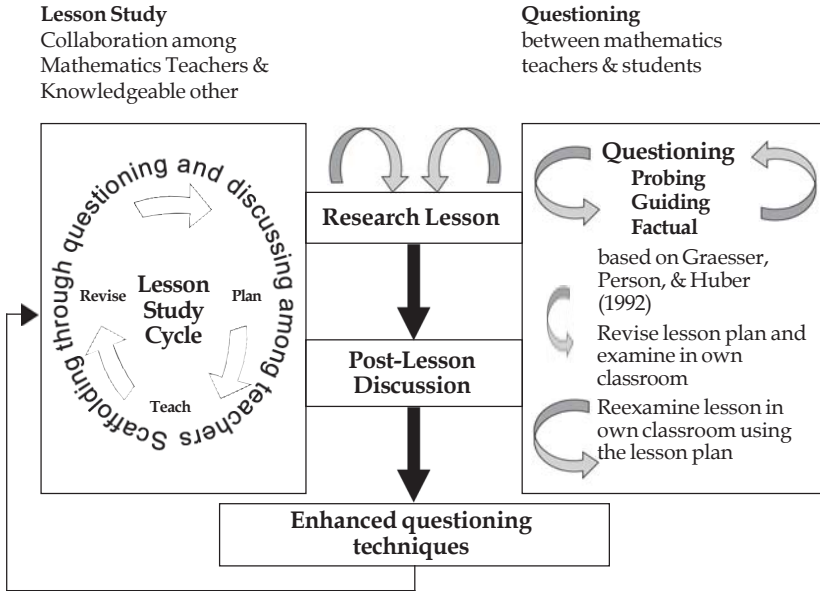 Lesson Study
Collaboration among
Mathematics Teachers &
Knowledgeable other
Questioning
between mathematics
teachers & students
Scaffolding through questioning and discussing among teachers
Revise
Lesson
Study
Cycle
Plan
Teach
Research Lesson
Post-Lesson
Discussion
Enhanced questioning
techniques
Questioning
Probing
Guiding
Factual
based on Graesser,
Person, & Huber
(1992)
Revise lesson plan and
examine in own
classroom
Reexamine lesson in
own classroom using
the lesson plan